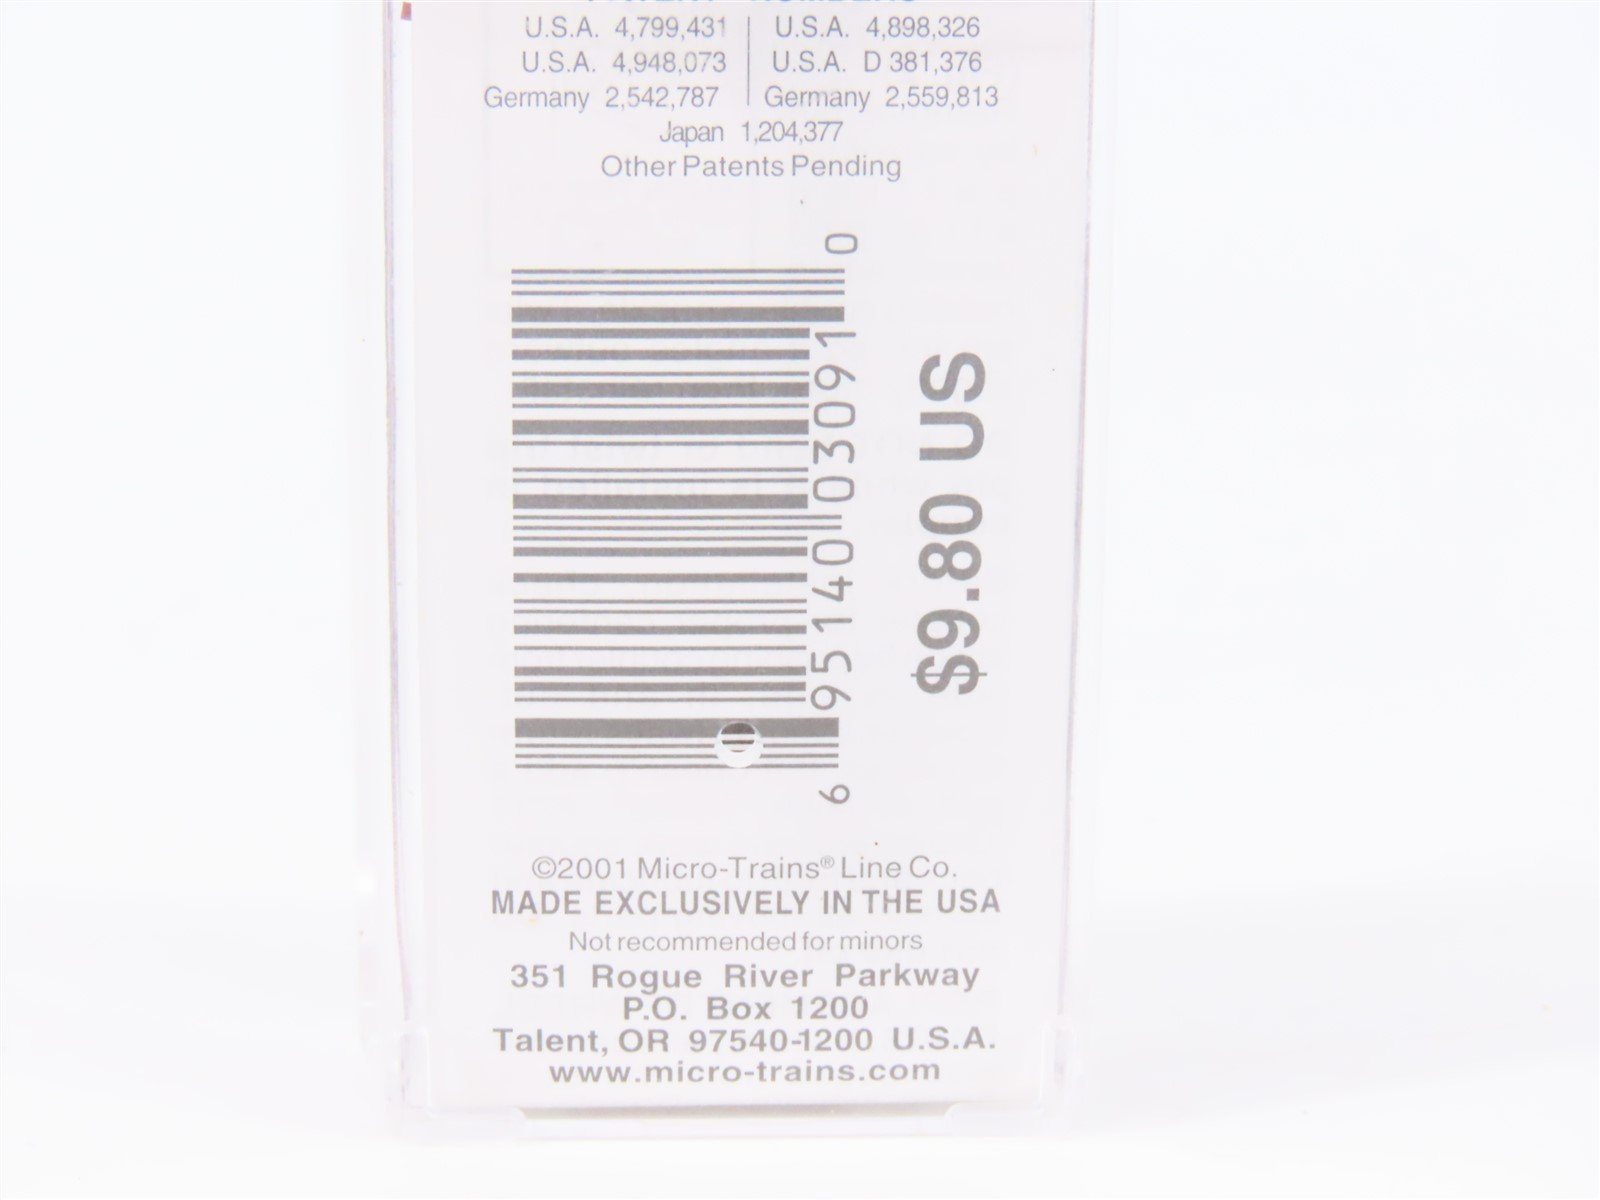 U.S.A. 4,799,431 U.S.A. 4,898,326
U.S.A. 4,948,073 U.S.A. D 381,376
Germany 2,542,787 Germany 2,559,813
Japan 1,204,377
Other Patents Pending
6 95140 03091 0
$9.80 US
©2001 Micro-Trains® Line Co.
MADE EXCLUSIVELY IN THE USA
Not recommended for minors
351 Rogue River Parkway
P.O. Box 1200
Talent, OR 97540-1200 U.S.A.
www.micro-trains.com